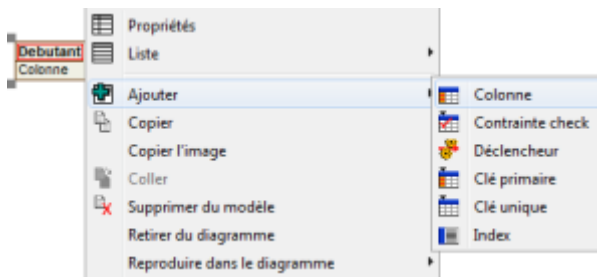 Propriétés
Debutant
Liste
Colonne
Ajouter
Colonne
Copier
Contrainte check
Copier l'image
Déclencheur
Coller
Clé primaire
Supprimer du modèle
Clé unique
Retirer du diagramme
Index
Reproduire dans le diagramme